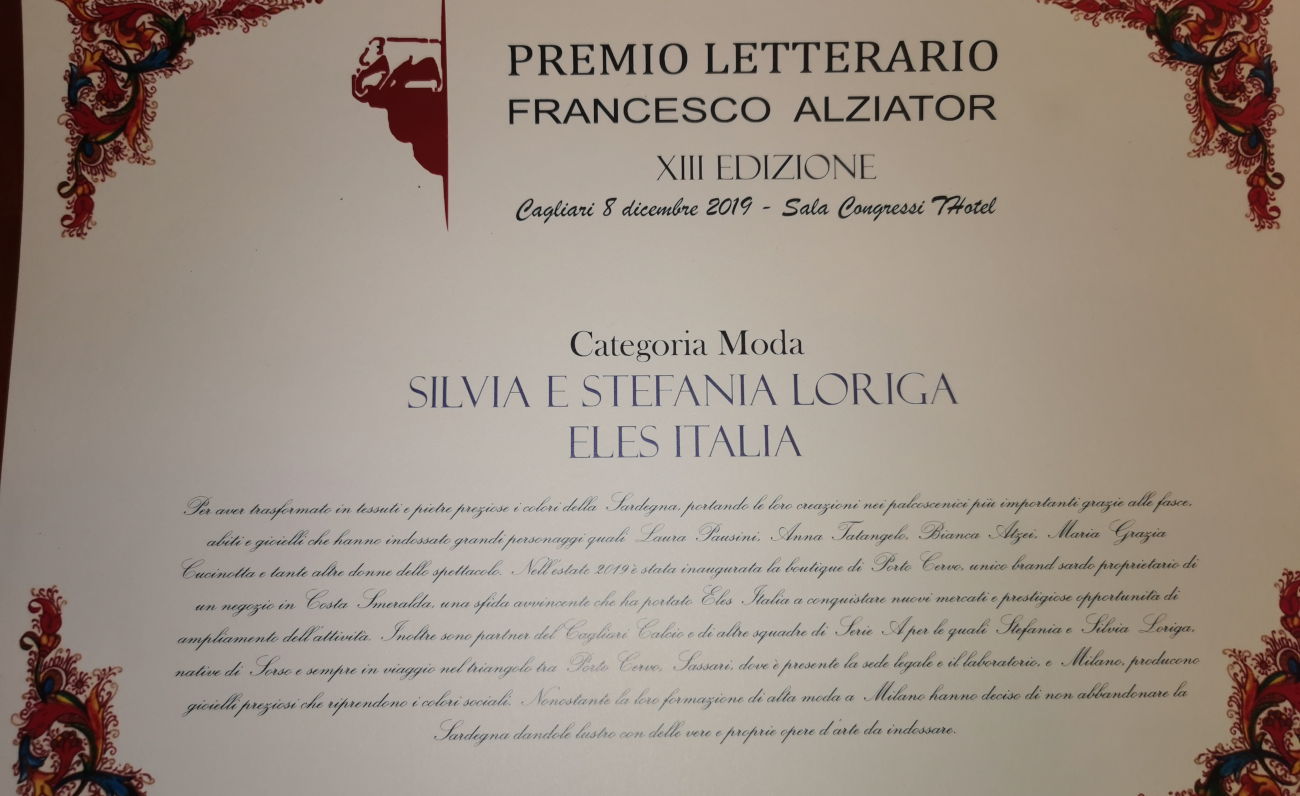 PREMIO LETTERARIO
FRANCESCO ALZIATOR
XIII EDIZIONE
Cagliari 8 dicembre 2019 - Sala Congressi THotel
Categoria Moda
SILVIA E STEFANIA LORIGA
ELES ITALIA
Per aver trasformato in tessuti e pietre preziose i colori della Sardegna, portando le loro creazioni nei palcoscenici più importanti grazie alle fasce,
abiti e gioielli che hanno indossato grandi personaggi quali Laura Pausini, Anna Tatangelo, Bianca Atzei, Maria Grazia
Cucinotta e tante altre donne dello spettacolo. Nell'estate 2019 è stata inaugurata la boutique di Porto Cervo, unico brand sardo proprietario di
un negozio in Costa Smeralda, una sfida avvincente che ha portato Eles Italia a conquistare nuovi mercati e prestigiose opportunità di
ampliamento dell'attività. Inoltre sono partner del Cagliari Calcio e di altre squadre di Serie A per le quali Stefania e Silvia Loriga,
native di Sorso e sempre in viaggio nel triangolo tra Porto Cervo, Sassari, dove è presente la sede legale e il laboratorio, e Milano, producono
gioielli preziosi che riprendono i colori sociali. Nonostante la loro formazione di alta moda a Milano hanno deciso di non abbandonare la
Sardegna dandole lustro con delle vere e proprie opere d'arte da indossare.